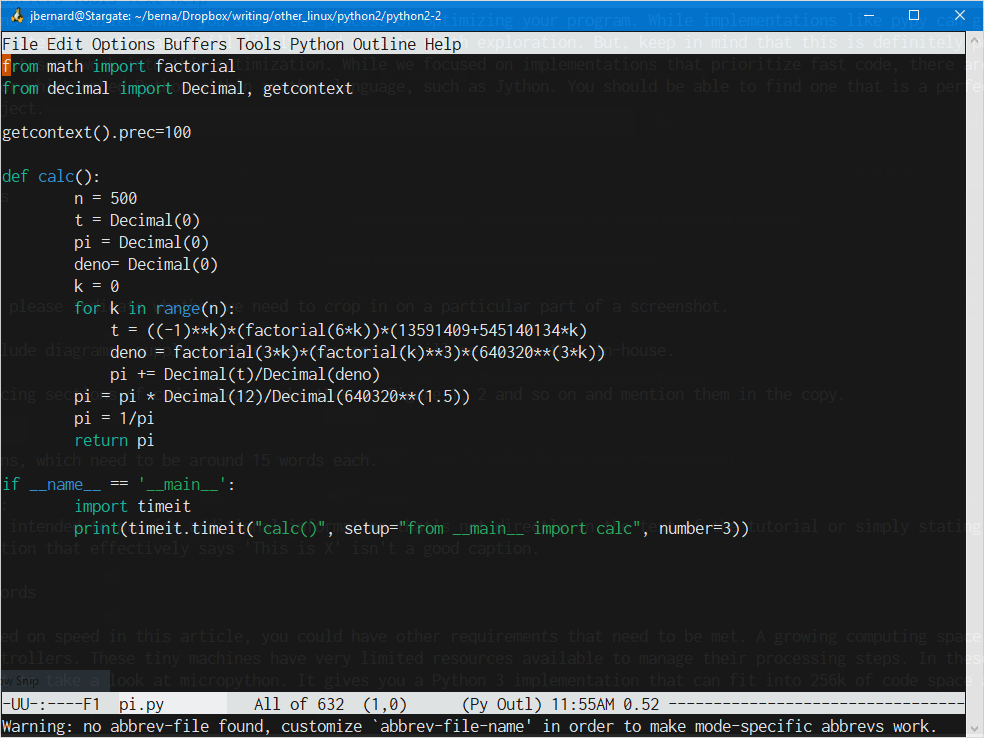 jbernard@Stargate: ~/berna/Dropbox/writing/other_linux/python2/python2-2
File Edit Options Buffers Tools Python Outline Help
from math import factorial
from decimal import Decimal, getcontext
getcontext().prec=100
def calc():
n = 500
t = Decimal(0)
pi = Decimal(0)
deno= Decimal(0)
k = 0
for k in range(n):
t = ((-1)**k)*(factorial(6*k))*(13591409+545140134*k)
deno = factorial(3*k)*(factorial(k)**3)*(640320**(3*k))
pi += Decimal(t)/Decimal(deno)
pi = pi * Decimal(12)/Decimal(640320**(1.5))
pi = 1/pi
return pi
if __name__ == '__main__':
import timeit
print(timeit.timeit("calc()", setup="from __main__ import calc", number=3))
-UU-:----F1 pi.py All of 632 (1,0) (Py Outl) 11:55AM 0.52 ---------------------------------
Warning: no abbrev-file found, customize `abbrev-file-name' in order to make mode-specific abbrevs work.